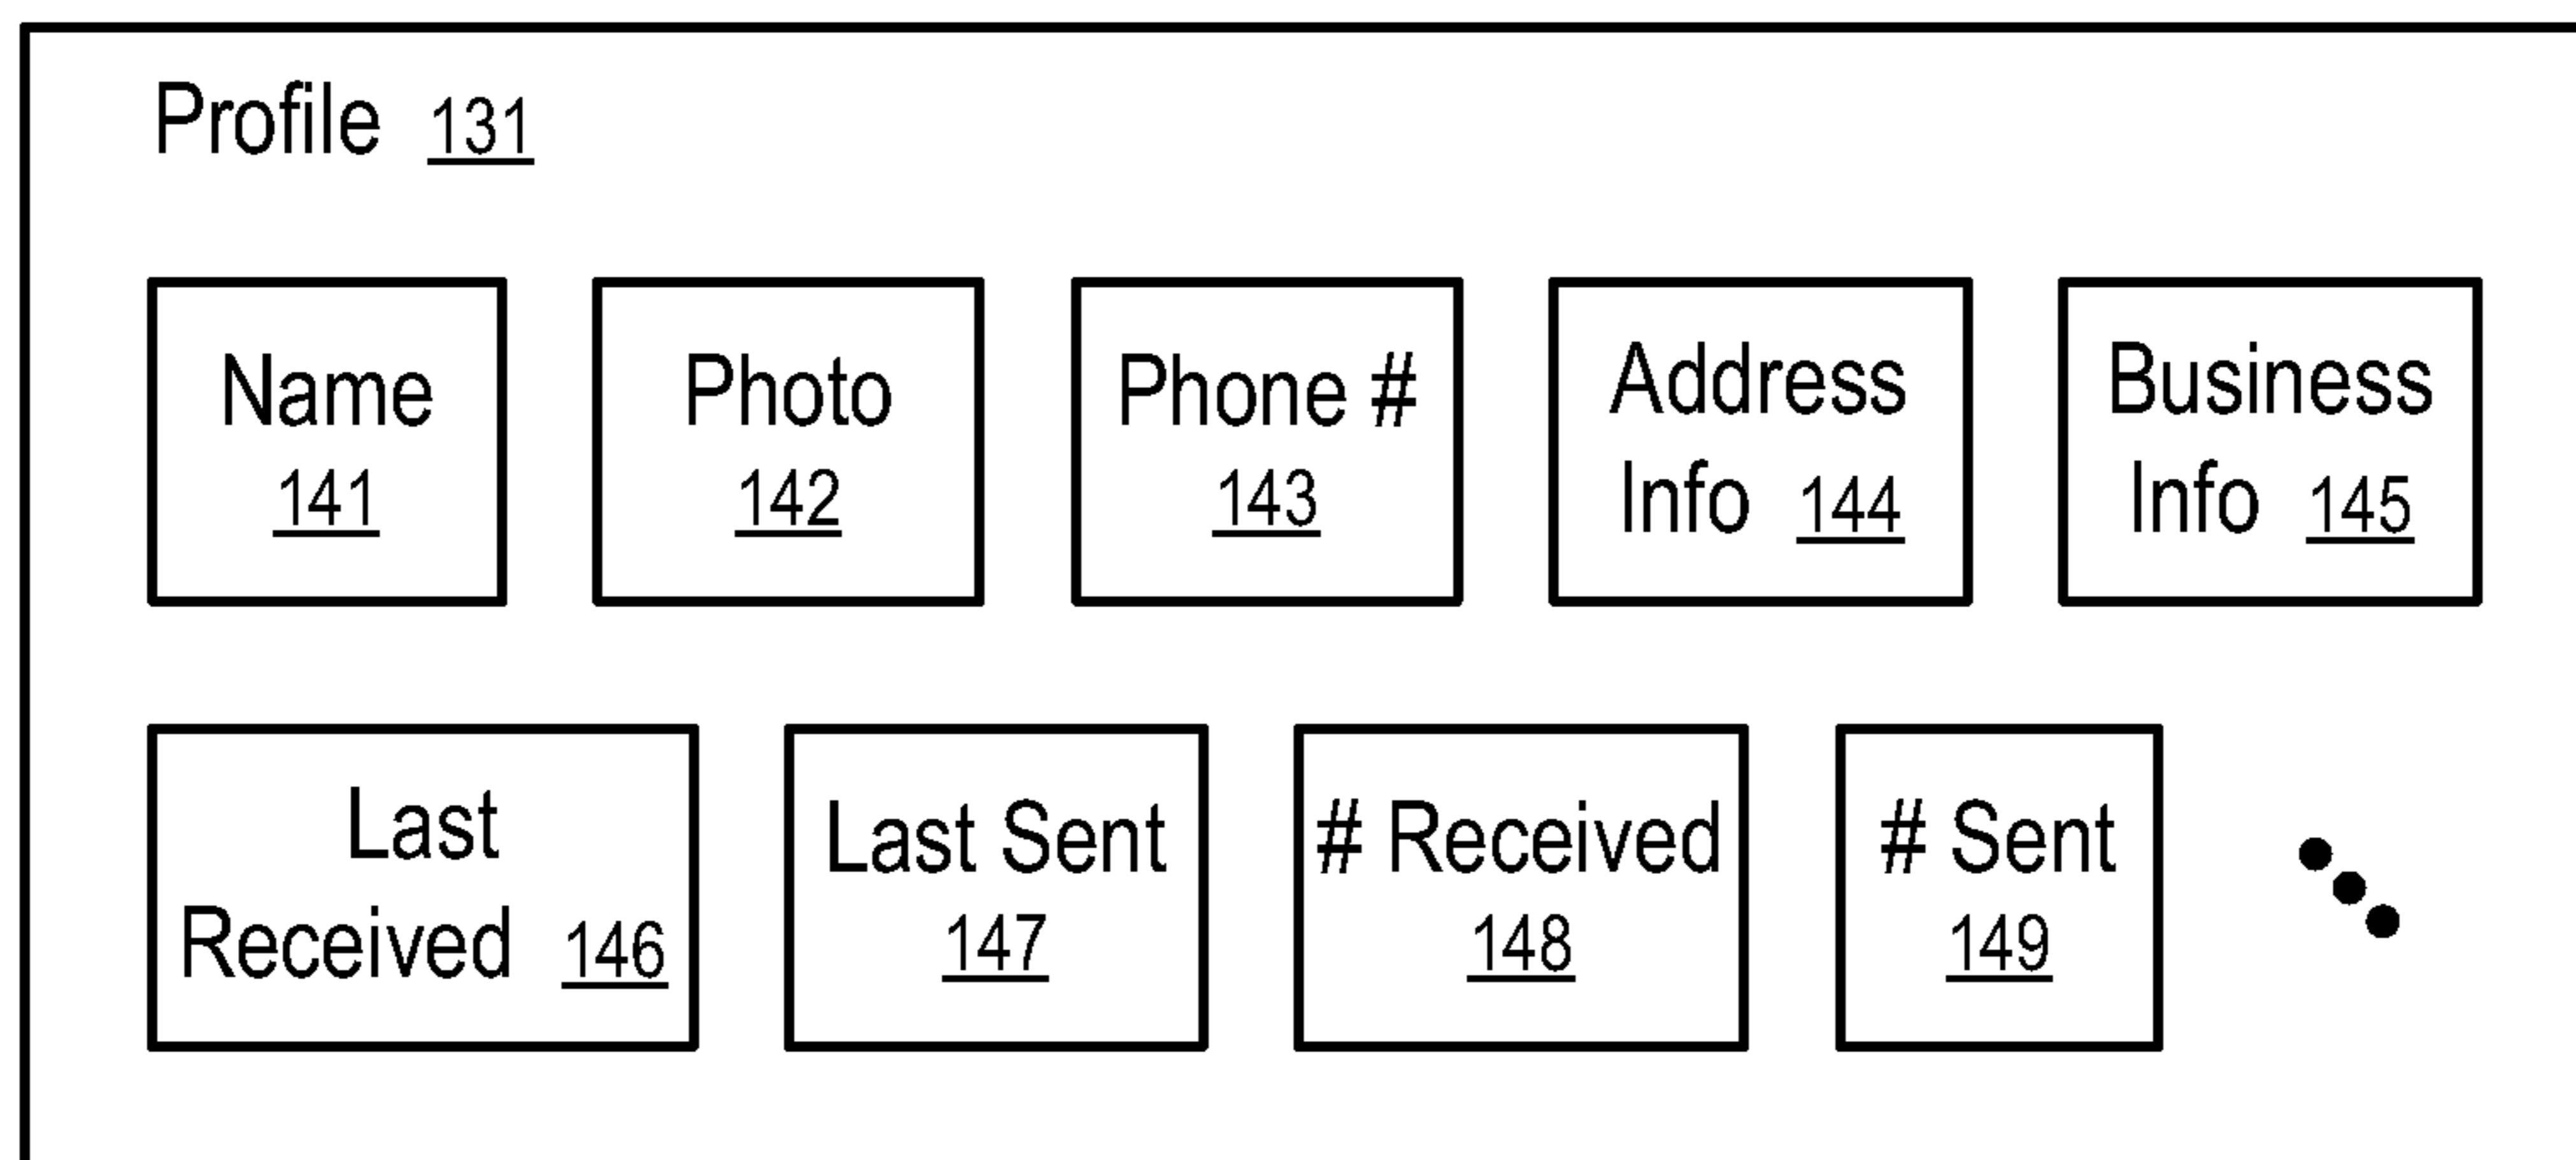 Profile 131
Name
141
Photo
142
Phone #
143
Address
Info 144
Business
Info 145
Last
Received 146
Last Sent
147
# Received
148
# Sent
149